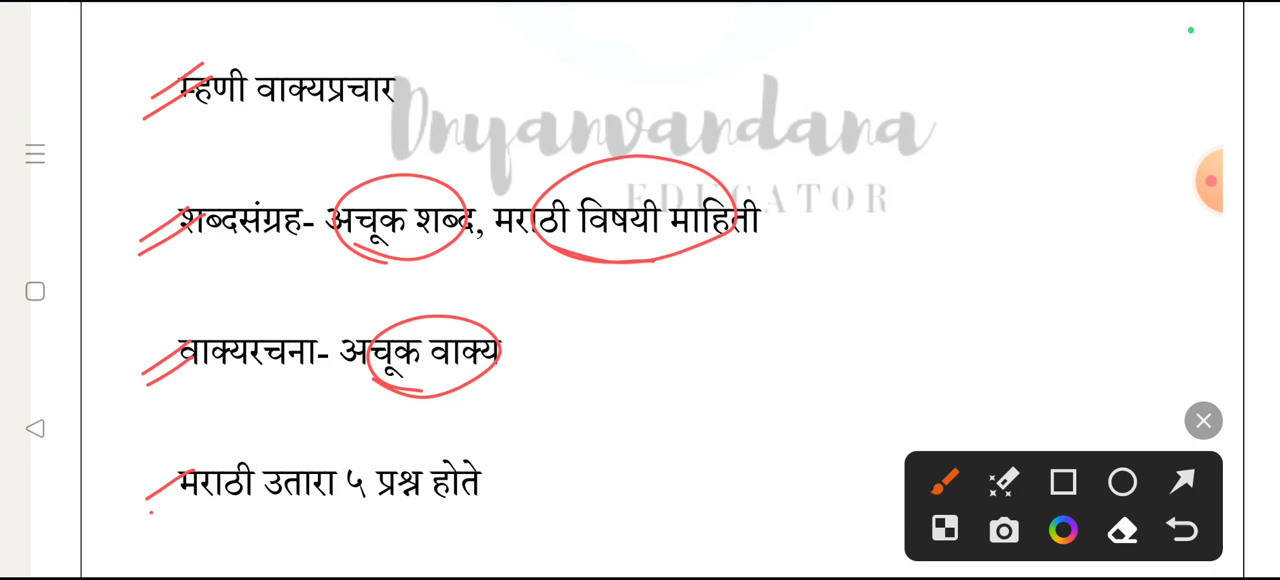 म्हणी वाक्यप्रचार
Dnyanvandana
EDUCATOR
शब्दसंग्रह- अचूक शब्द, मराठी विषयी माहिती
वाक्यरचना- अचूक वाक्य
मराठी उतारा ५ प्रश्न होते